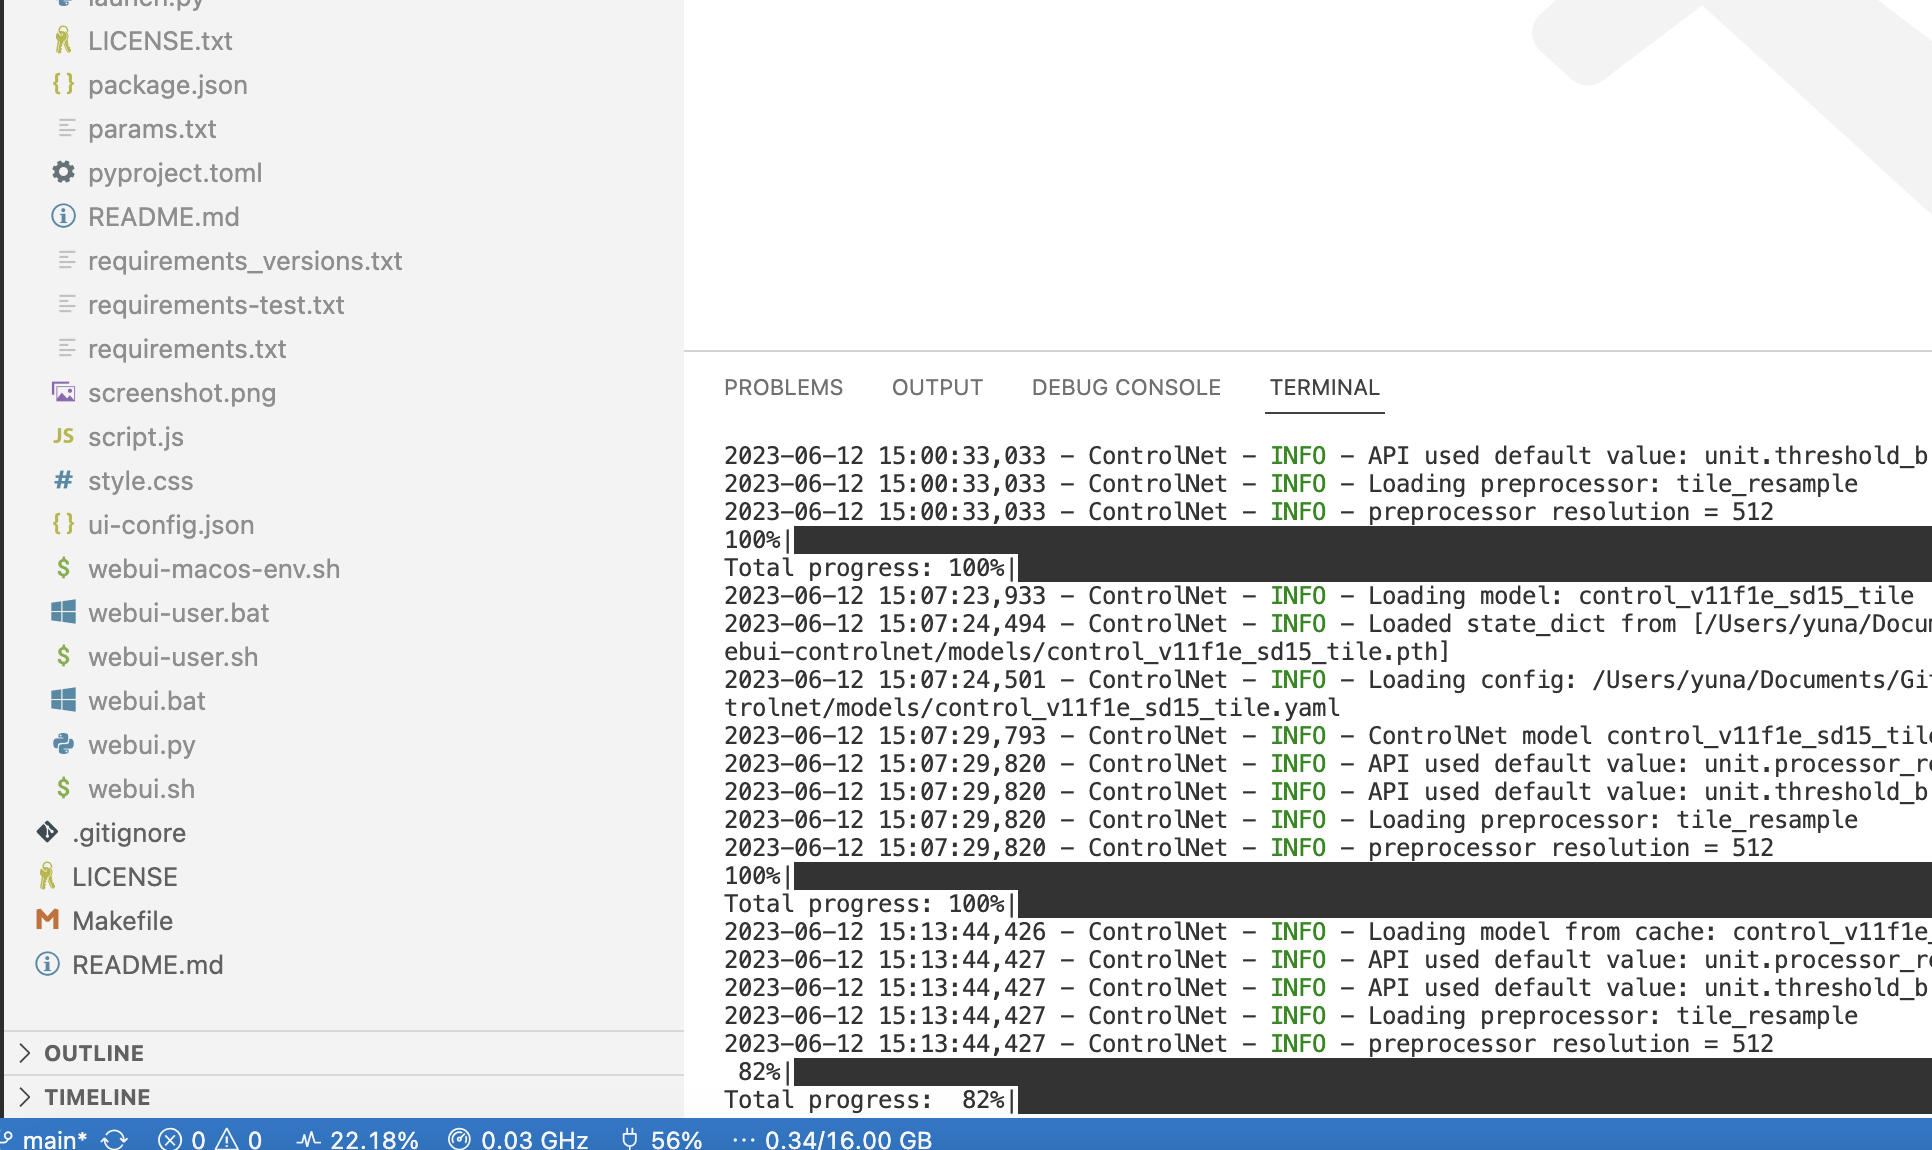 launch.py
LICENSE.txt
package.json
params.txt
pyproject.toml
README.md
requirements_versions.txt
requirements-test.txt
requirements.txt
screenshot.png
JS script.js
# style.css
ui-config.json
$ webui-macos-env.sh
webui-user.bat
$ webui-user.sh
webui.bat
webui.py
$ webui.sh
.gitignore
LICENSE
M Makefile
README.md
OUTLINE
TIMELINE
PROBLEMS OUTPUT DEBUG CONSOLE TERMINAL
2023-06-12 15:00:33,033 - ControlNet - INFO - API used default value: unit.threshold_b
2023-06-12 15:00:33,033 - ControlNet - INFO - Loading preprocessor: tile_resample
2023-06-12 15:00:33,033 - ControlNet - INFO - preprocessor resolution = 512
100%|
Total progress: 100%|
2023-06-12 15:07:23,933 - ControlNet - INFO - Loading model: control_v11f1e_sd15_tile
2023-06-12 15:07:24,494 - ControlNet - INFO - Loaded state_dict from [/Users/yuna/Docum
ebui-controlnet/models/control_v11f1e_sd15_tile.pth]
2023-06-12 15:07:24,501 - ControlNet - INFO - Loading config: /Users/yuna/Documents/Git
trolnet/models/control_v11f1e_sd15_tile.yaml
2023-06-12 15:07:29,793 - ControlNet - INFO - ControlNet model control_v11f1e_sd15_tile
2023-06-12 15:07:29,820 - ControlNet - INFO - API used default value: unit.processor_re
2023-06-12 15:07:29,820 - ControlNet - INFO - API used default value: unit.threshold_b
2023-06-12 15:07:29,820 - ControlNet - INFO - Loading preprocessor: tile_resample
2023-06-12 15:07:29,820 - ControlNet - INFO - preprocessor resolution = 512
100%|
Total progress: 100%|
2023-06-12 15:13:44,426 - ControlNet - INFO - Loading model from cache: control_v11f1e_
2023-06-12 15:13:44,427 - ControlNet - INFO - API used default value: unit.processor_re
2023-06-12 15:13:44,427 - ControlNet - INFO - API used default value: unit.threshold_b
2023-06-12 15:13:44,427 - ControlNet - INFO - Loading preprocessor: tile_resample
2023-06-12 15:13:44,427 - ControlNet - INFO - preprocessor resolution = 512
82%|
Total progress: 82%|
main* 0 0 22.18% 0.03 GHz 56% ··· 0.34/16.00 GB